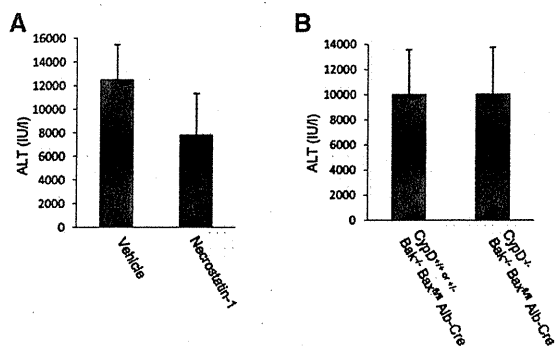 A
ALT (IU/l)
16000
14000
12000
10000
8000
6000
4000
2000
0
Vehicle
Necrostatin-1
B
ALT (IU/l)
14000
12000
10000
8000
6000
4000
2000
0
CypD+/+ or +/-
Bak-/- Baxfl/fl Alb-Cre
CypD-/-
Bak-/- Baxfl/fl Alb-Cre